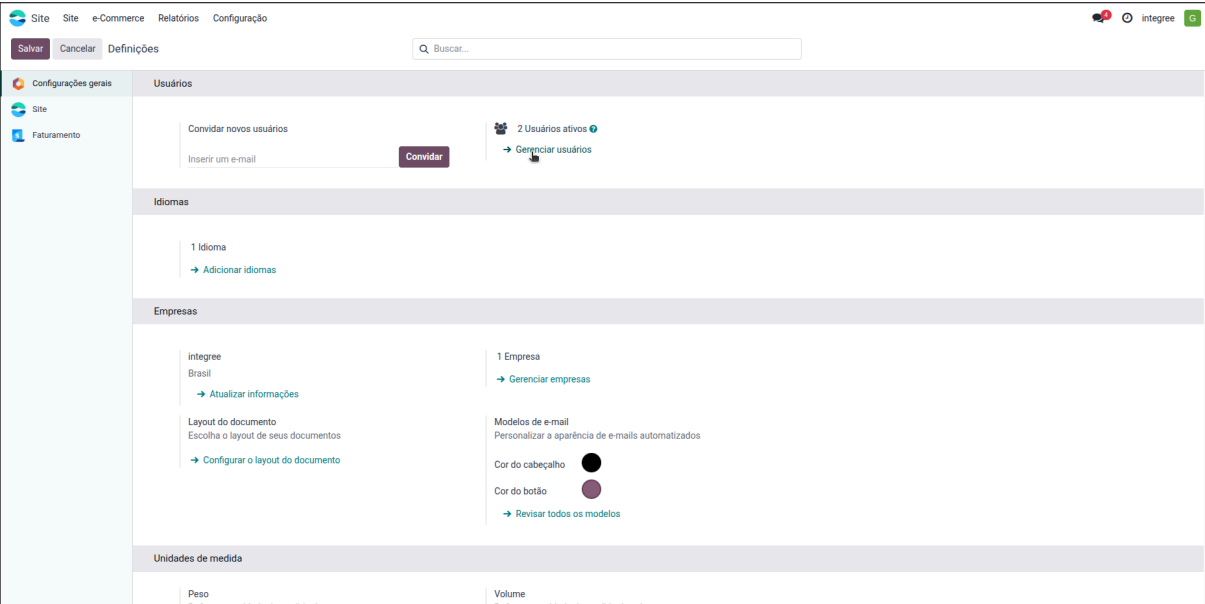 Site Site e-Commerce Relatórios Configuração 4 integree G
Salvar Cancelar Definições Buscar...
Configurações gerais
Site
Faturamento
Usuários
Convidar novos usuários
Inserir um e-mail Convidar
2 Usuários ativos ?
→ Gerenciar usuários
Idiomas
1 Idioma
→ Adicionar idiomas
Empresas
integree
Brasil
→ Atualizar informações
1 Empresa
→ Gerenciar empresas
Layout do documento
Escolha o layout de seus documentos
→ Configurar o layout do documento
Modelos de e-mail
Personalizar a aparência de e-mails automatizados
Cor do cabeçalho
Cor do botão
→ Revisar todos os modelos
Unidades de medida
Peso
Volume